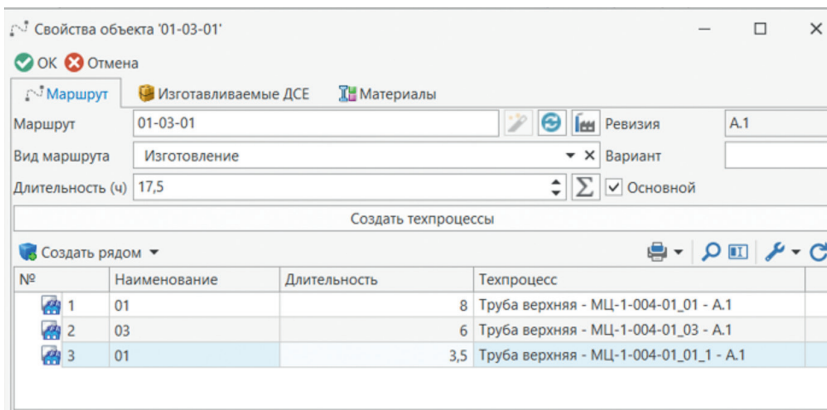 Свойства объекта '01-03-01'
ОК Отмена
Маршрут Изготавливаемые ДСЕ Материалы
Маршрут 01-03-01 Ревизия А.1
Вид маршрута Изготовление Вариант
Длительность (ч) 17,5 Основной
Создать техпроцессы
Создать рядом
№ Наименование Длительность Техпроцесс
1 01 8 Труба верхняя - МЦ-1-004-01_01 - А.1
2 03 6 Труба верхняя - МЦ-1-004-01_03 - А.1
3 01 3,5 Труба верхняя - МЦ-1-004-01_01_1 - А.1